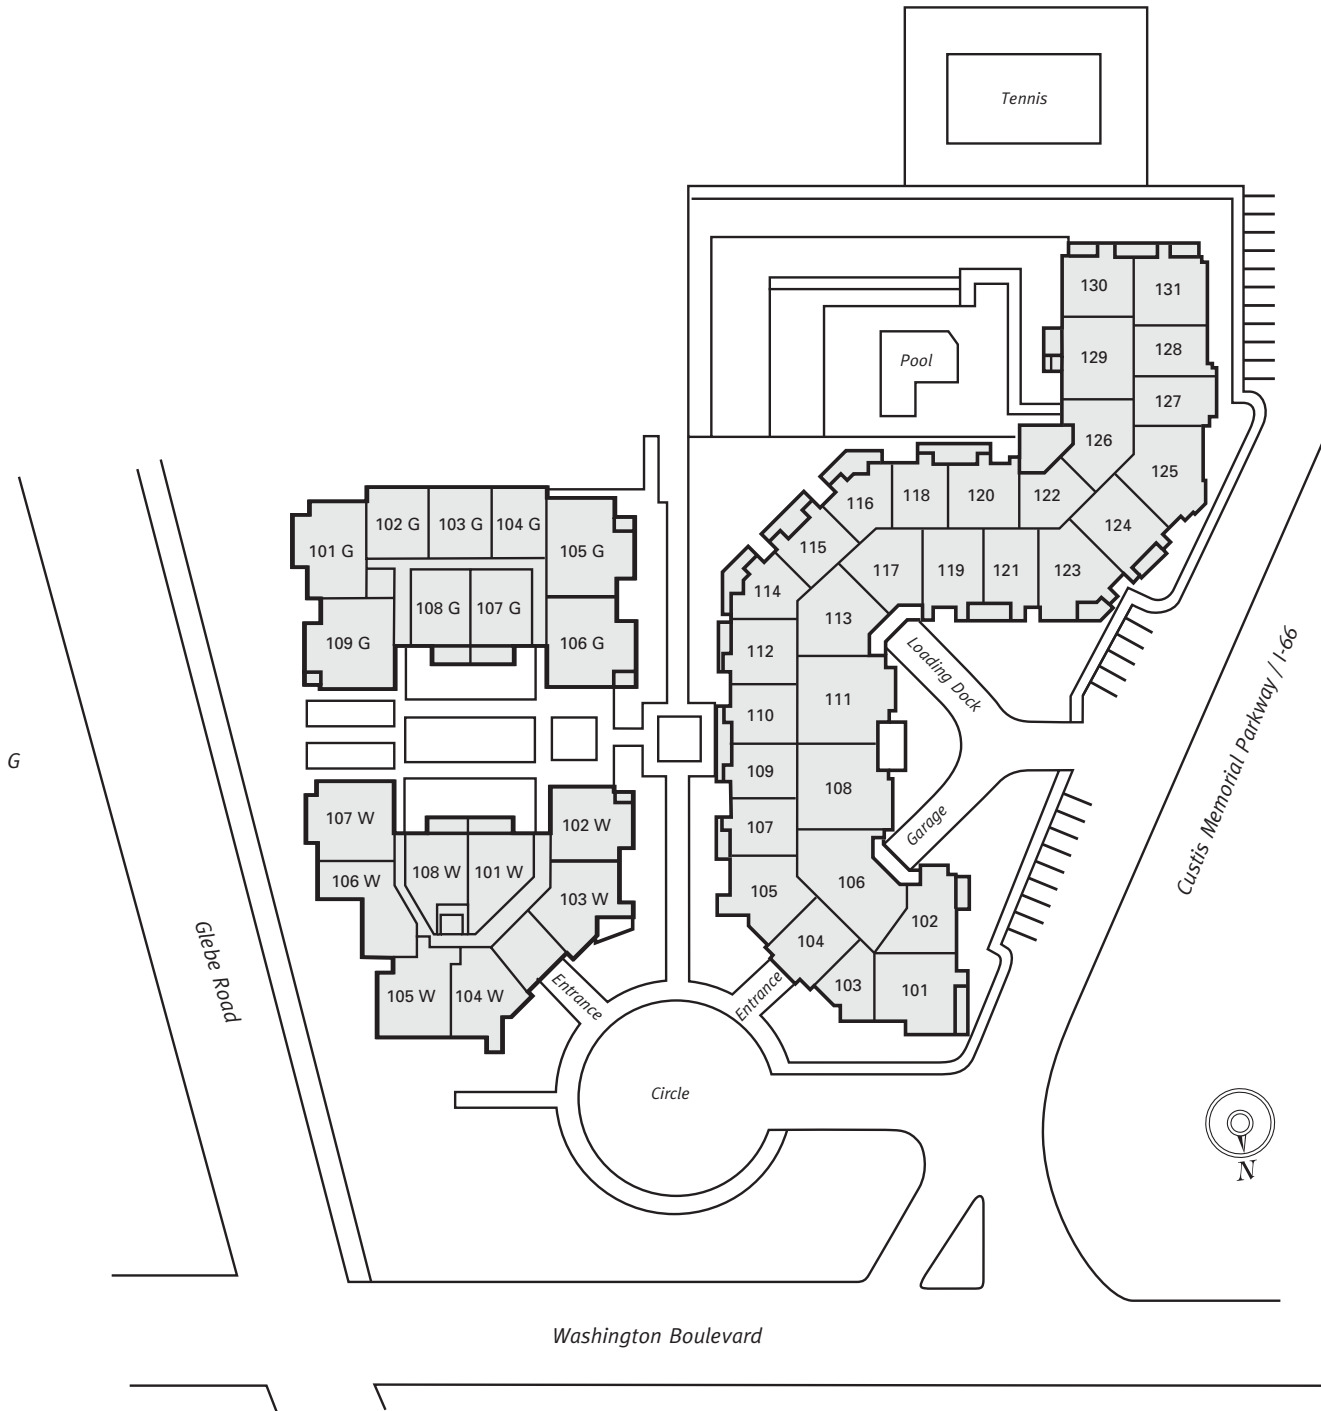 Tennis
130
131
Pool
129
128
127
126
125
116
118
120
122
124
102 G
103 G
104 G
105 G
101 G
115
117
119
121
123
114
108 G
107 G
113
109 G
106 G
112
Loading Dock
111
110
G
Custis Memorial Parkway / I-66
109
108
107 W
102 W
107
Garage
108 W
101 W
106 W
103 W
105
106
102
104
Glebe Road
105 W
104 W
Entrance
Entrance
103
101
Circle
N
Washington Boulevard